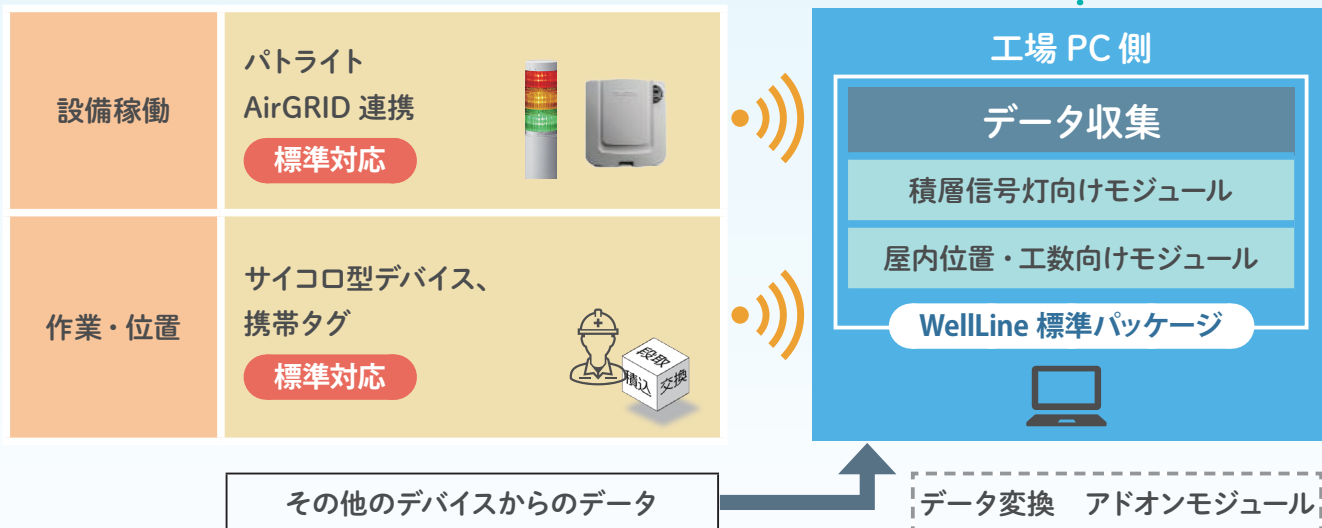 設備稼働
パトライト
AirGRID 連携
標準対応
作業・位置
サイコロ型デバイス、
携帯タグ
標準対応
段取
積込
交換
工場 PC 側
データ収集
積層信号灯向けモジュール
屋内位置・工数向けモジュール
WellLine 標準パッケージ
その他のデバイスからのデータ
データ変換 アドオンモジュール